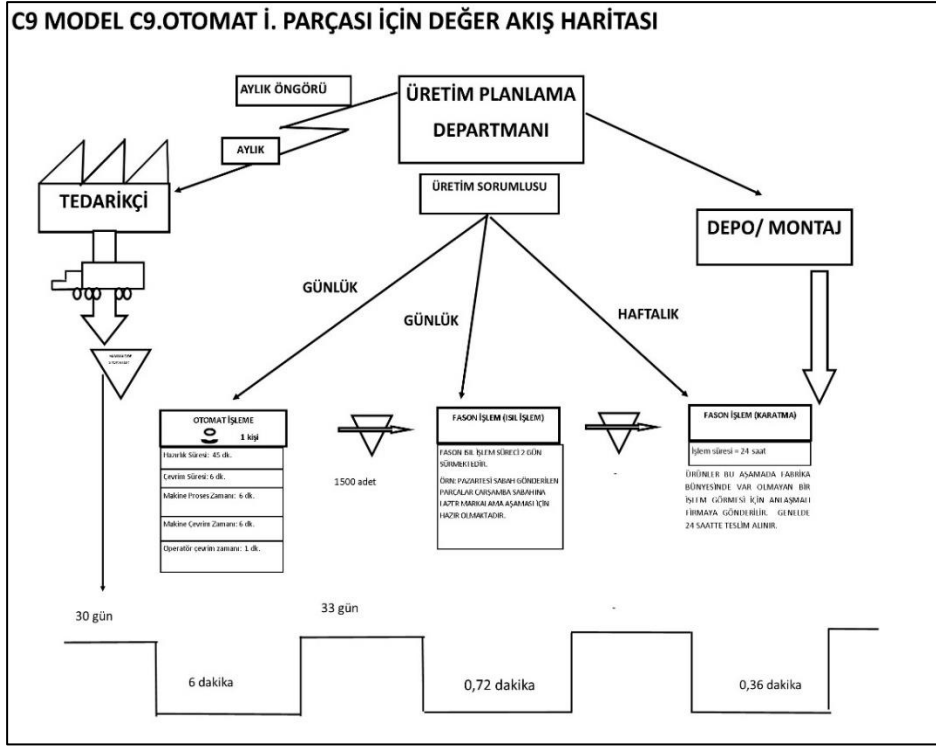 C9 MODEL C9.OTOMAT İ. PARÇASI İÇİN DEĞER AKIŞ HARİTASI
AYLIK ÖNGÖRÜ
ÜRETİM PLANLAMA
DEPARTMANI
AYLIK
TEDARİKÇİ
ÜRETİM SORUMLUSU
DEPO/ MONTAJ
GÜNLÜK
GÜNLÜK
HAFTALIK
OTOMAT İŞLEME
1 kişi
Hazırlık Süresi: 45 dk.
Çevrim Süresi: 6 dk.
Makine Proses Zamanı: 6 dk.
Makine Çevrim Zamanı: 6 dk.
Operatör çevrim zamanı: 1 dk.
1500 adet
FASON İŞLEM (ISIL İŞLEM)
FASON ISIL İŞLEM SÜRECİ 2 GÜN
SÜRMEKTEDİR.
ÖRN: PAZARTESİ SABAH GÖNDERİLEN
PARÇALAR ÇARŞAMBA SABAHINA
LAZER MARKALAMA AŞAMASI İÇİN
HAZIR OLMAKTADIR.
-
FASON İŞLEM (KARATMA)
İşlem süresi = 24 saat
ÜRÜNLER BU AŞAMADA FABRİKA
BÜNYESİNDE VAR OLMAYAN BİR
İŞLEM GÖRMESİ İÇİN ANLAŞMALI
FİRMAYA GÖNDERİLİR. GENELDE
24 SAATTE TESLİM ALINIR.
30 gün
33 gün
-
6 dakika
0,72 dakika
0,36 dakika